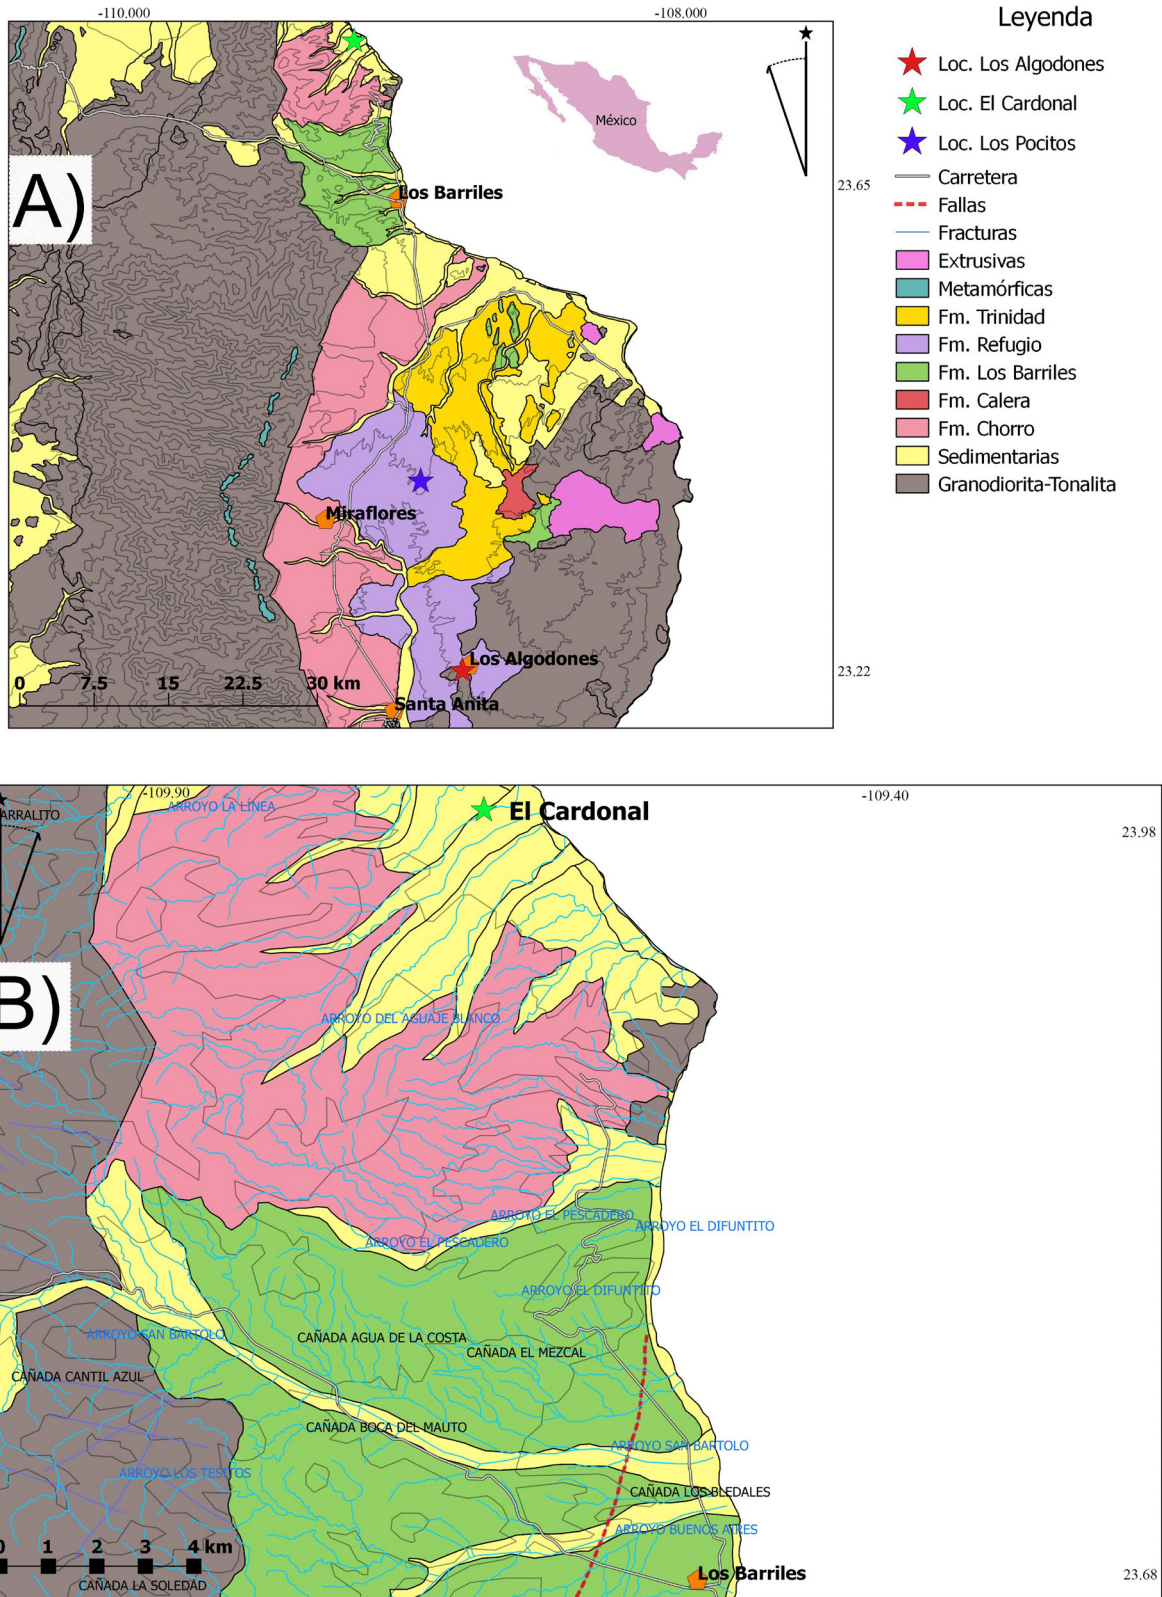 -110,000
-108,000
Leyenda
Loc. Los Algodones
Loc. El Cardonal
Loc. Los Pocitos
Carretera
Fallas
Fracturas
Extrusivas
Metamórficas
Fm. Trinidad
Fm. Refugio
Fm. Los Barriles
Fm. Calera
Fm. Chorro
Sedimentarias
Granodiorita-Tonalita
México
A)
23.65
Los Barriles
Miraflores
Los Algodones
23.22
0 7.5 15 22.5 30 km
Santa Anita
-109.90
-109.40
ARROYO LA LÍNEA
El Cardonal
ARRALITO
23.98
B)
ARROYO DEL AGUAJE BLANCO
ARROYO EL PESCADERO
ARROYO EL DIFUNTITO
ARROYO EL PESCADERO
ARROYO EL DIFUNTITO
ARROYO SAN BARTOLO
CAÑADA AGUA DE LA COSTA
CAÑADA EL MEZCAL
CAÑADA CANTIL AZUL
CAÑADA BOCA DEL MAUTO
ARROYO SAN BARTOLO
ARROYO LOS TESITOS
CAÑADA LOS BLEDALES
ARROYO BUENOS AIRES
0 1 2 3 4 km
Los Barriles
23.68
CAÑADA LA SOLEDAD